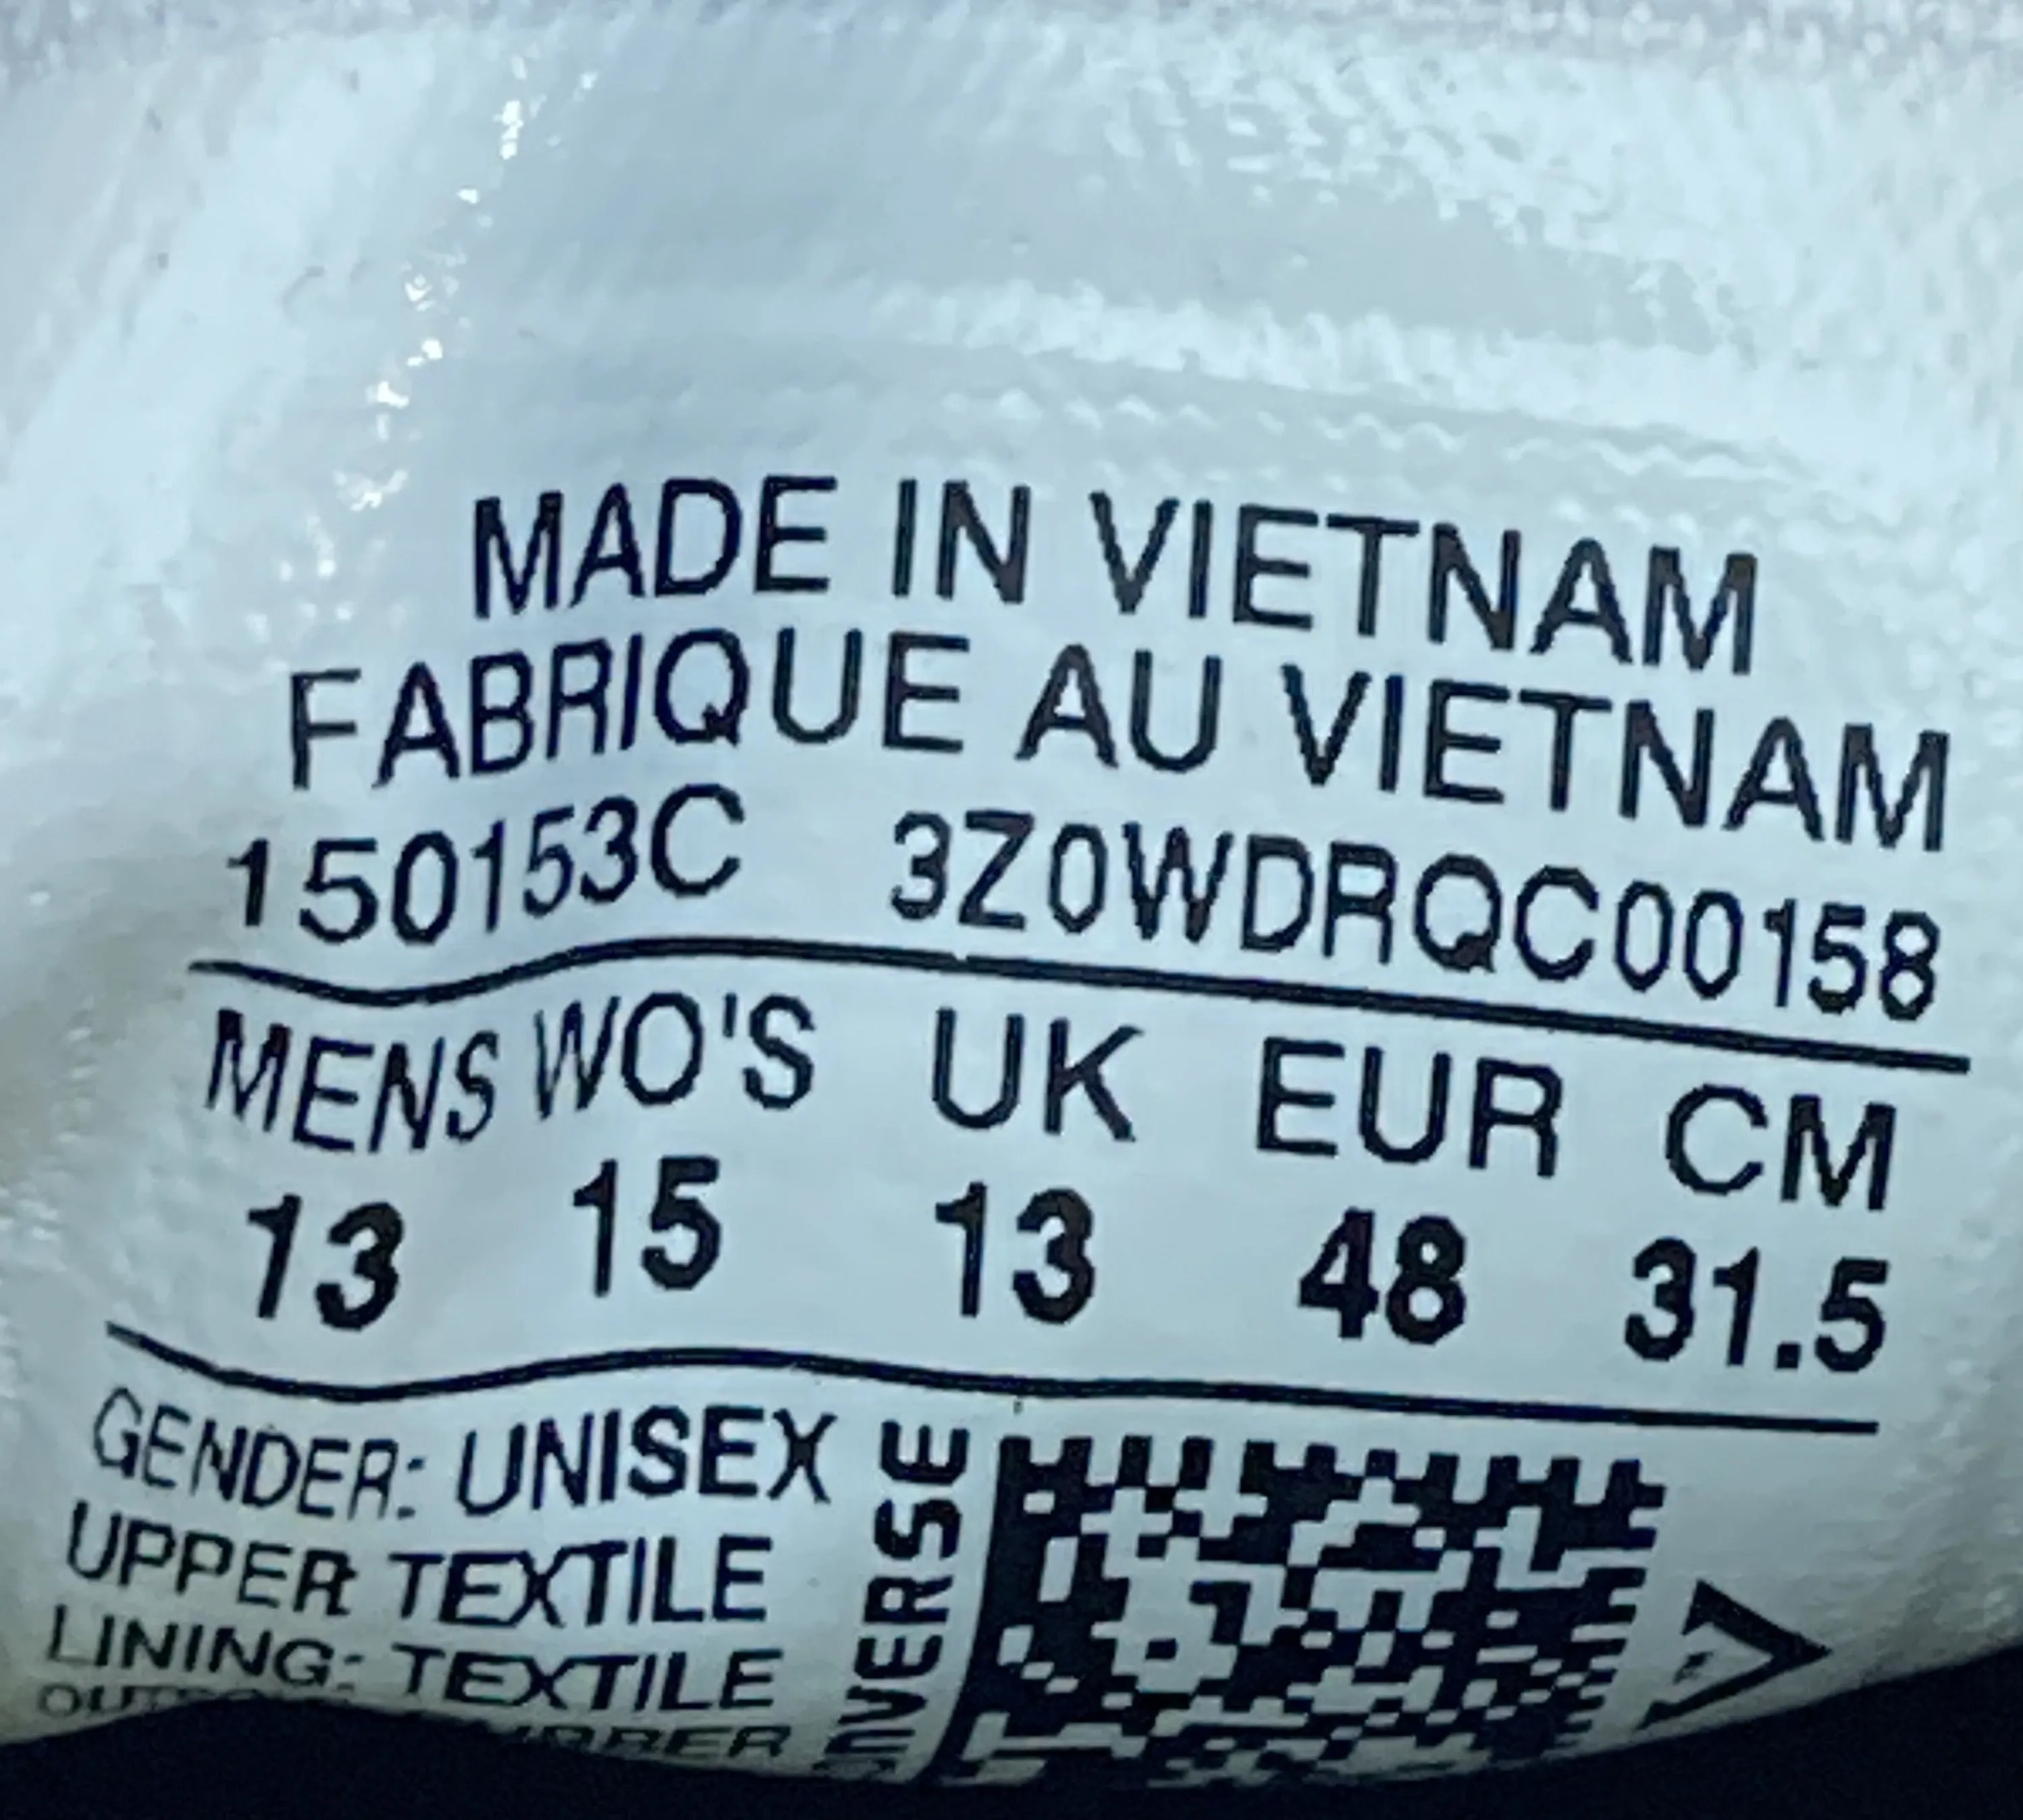 MADE IN VIETNAM
FABRIQUE AU VIETNAM
150153C 3Z0WDRQC00158
MENS WO'S UK EUR CM
13 15 13 48 31.5
GENDER: UNISEX
UPPER TEXTILE
LINING: TEXTILE